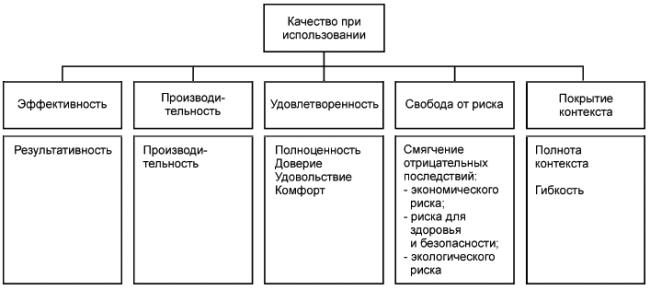 Качество при
использовании
Эффективность
Производи-
тельность
Удовлетворенность
Свобода от риска
Покрытие
контекста
Результативность
Производи-
тельность
Полноценность
Доверие
Удовольствие
Комфорт
Смягчение
отрицательных
последствий:
- экономического
риска;
- риска для
здоровья
и безопасности;
- экологического
риска
Полнота
контекста
Гибкость